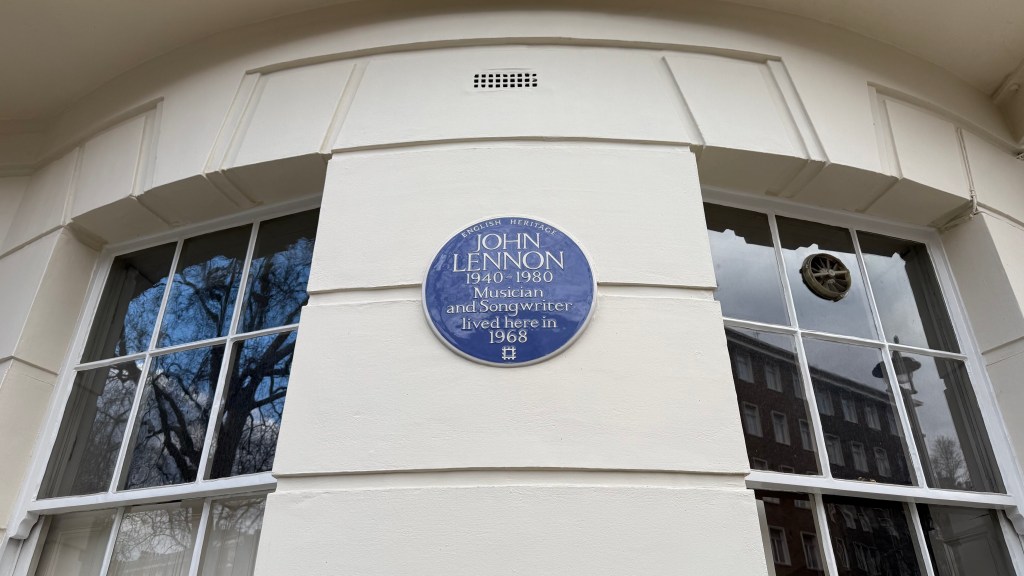 ENGLISH HERITAGE
JOHN
LENNON
1940-1980
Musician
and Songwriter
lived here in
1968